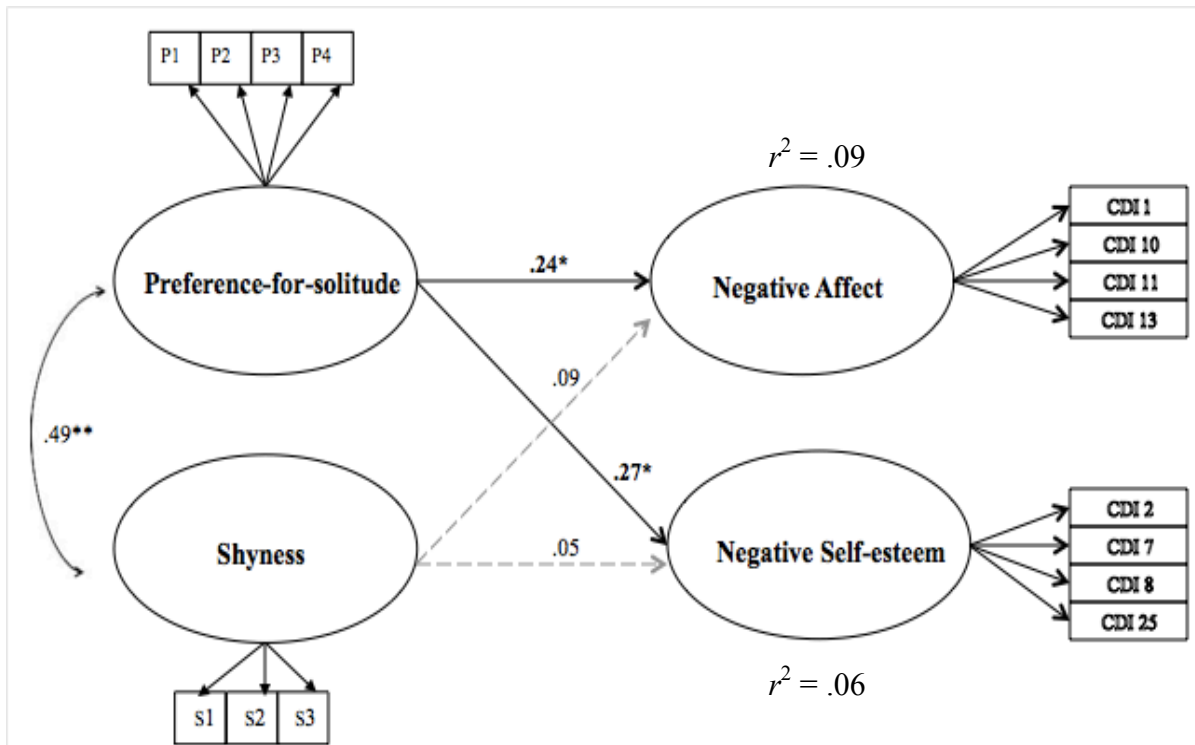 P1 P2 P3 P4
r² = .09
Preference-for-solitude
.24*
Negative Affect
CDI 1
CDI 10
CDI 11
CDI 13
.09
.49**
.27*
Shyness
.05
Negative Self-esteem
CDI 2
CDI 7
CDI 8
CDI 25
S1 S2 S3
r² = .06